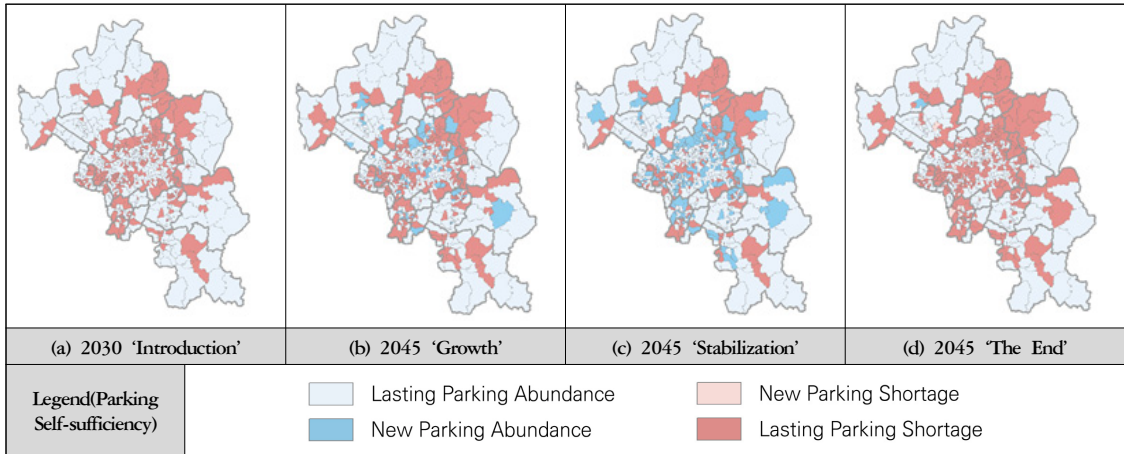 (a) 2030 'Introduction'
(b) 2045 'Growth'
(c) 2045 'Stabilization'
(d) 2045 'The End'
Legend(Parking
Self-sufficiency)
Lasting Parking Abundance
New Parking Shortage
New Parking Abundance
Lasting Parking Shortage